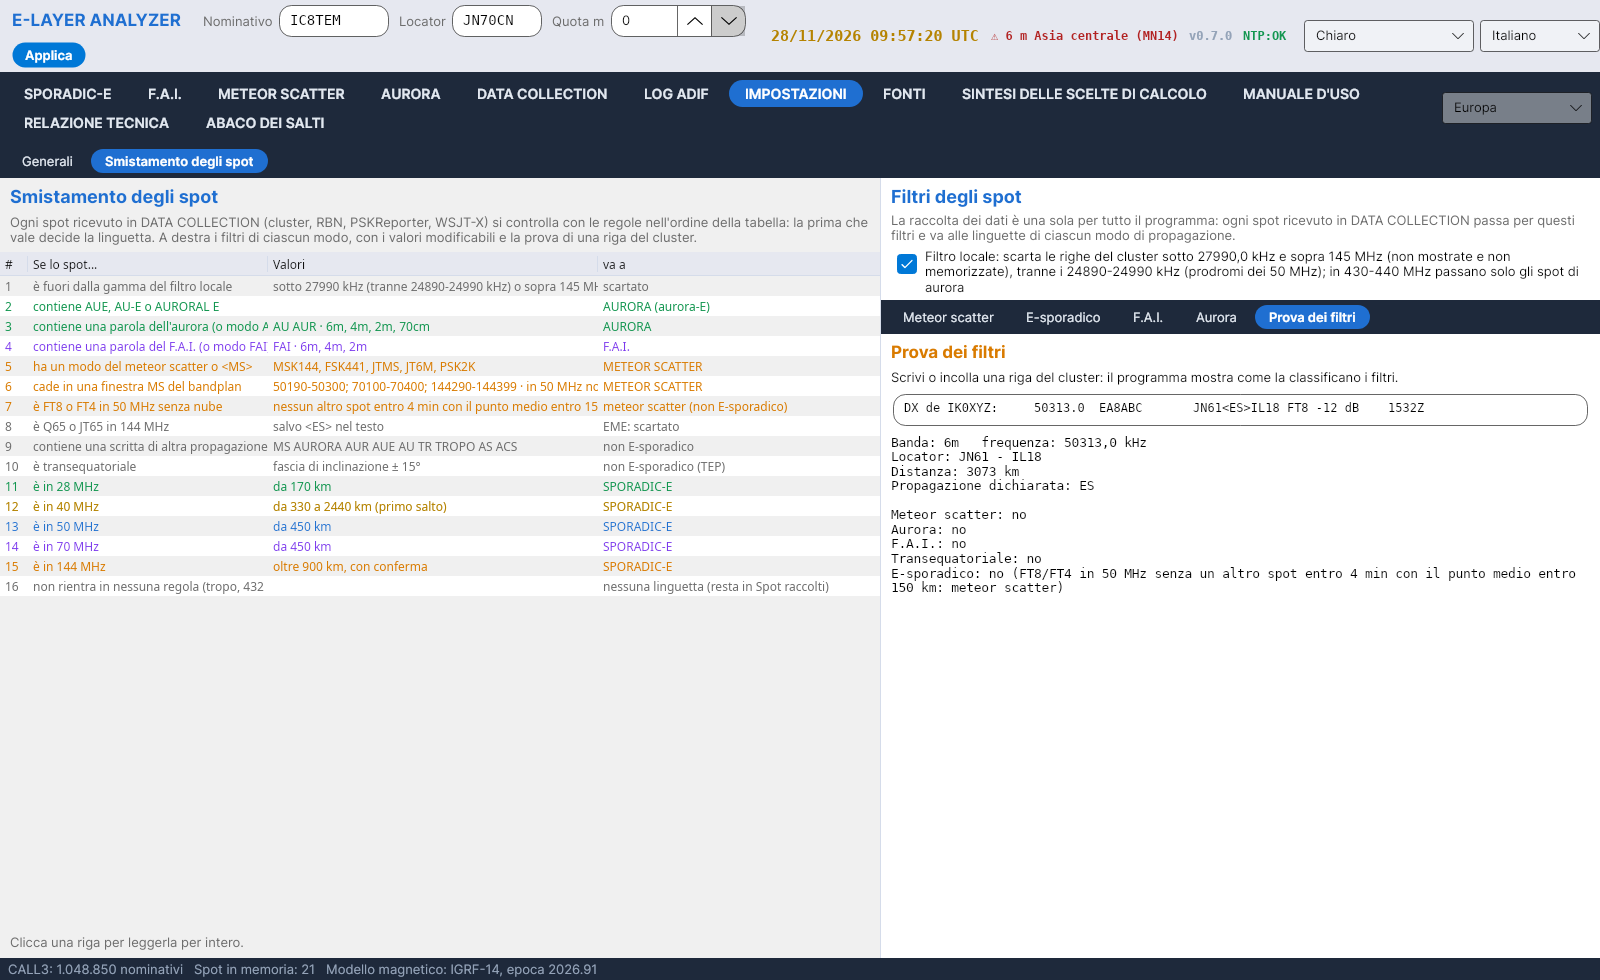 E-LAYER ANALYZER Nominativo IC8TEM Locator JN70CN Quota m 0
28/11/2026 09:57:20 UTC ⚠ 6 m Asia centrale (MN14) v0.7.0 NTP:OK Chiaro Italiano
Applica
SPORADIC-E F.A.I. METEOR SCATTER AURORA DATA COLLECTION LOG ADIF IMPOSTAZIONI FONTI SINTESI DELLE SCELTE DI CALCOLO MANUALE D'USO
RELAZIONE TECNICA ABACO DEI SALTI
Europa
Generali Smistamento degli spot
Smistamento degli spot
Ogni spot ricevuto in DATA COLLECTION (cluster, RBN, PSKReporter, WSJT-X) si controlla con le regole nell'ordine della tabella: la prima che
vale decide la linguetta. A destra i filtri di ciascun modo, con i valori modificabili e la prova di una riga del cluster.
# Se lo spot... Valori va a
1 è fuori dalla gamma del filtro locale sotto 27990 kHz (tranne 24890-24990 kHz) o sopra 145 MH scartato
2 contiene AUE, AU-E o AURORAL E AURORA (aurora-E)
3 contiene una parola dell'aurora (o modo A AU AUR · 6m, 4m, 2m, 70cm AURORA
4 contiene una parola del F.A.I. (o modo FAI FAI · 6m, 4m, 2m F.A.I.
5 ha un modo del meteor scatter o <MS> MSK144, FSK441, JTMS, JT6M, PSK2K METEOR SCATTER
6 cade in una finestra MS del bandplan 50190-50300; 70100-70400; 144290-144399 · in 50 MHz nc METEOR SCATTER
7 è FT8 o FT4 in 50 MHz senza nube nessun altro spot entro 4 min con il punto medio entro 15 meteor scatter (non E-sporadico)
8 è Q65 o JT65 in 144 MHz salvo <ES> nel testo EME: scartato
9 contiene una scritta di altra propagazione MS AURORA AUR AUE AU TR TROPO AS ACS non E-sporadico
10 è transequatoriale fascia di inclinazione ± 15° non E-sporadico (TEP)
11 è in 28 MHz da 170 km SPORADIC-E
12 è in 40 MHz da 330 a 2440 km (primo salto) SPORADIC-E
13 è in 50 MHz da 450 km SPORADIC-E
14 è in 70 MHz da 450 km SPORADIC-E
15 è in 144 MHz oltre 900 km, con conferma SPORADIC-E
16 non rientra in nessuna regola (tropo, 432 nessuna linguetta (resta in Spot raccolti)
Clicca una riga per leggerla per intero.
Filtri degli spot
La raccolta dei dati è una sola per tutto il programma: ogni spot ricevuto in DATA COLLECTION passa per questi
filtri e va alle linguette di ciascun modo di propagazione.
Filtro locale: scarta le righe del cluster sotto 27990,0 kHz e sopra 145 MHz (non mostrate e non
memorizzate), tranne i 24890-24990 kHz (prodromi dei 50 MHz); in 430-440 MHz passano solo gli spot di
aurora
Meteor scatter E-sporadico F.A.I. Aurora Prova dei filtri
Prova dei filtri
Scrivi o incolla una riga del cluster: il programma mostra come la classificano i filtri.
DX de IK0XYZ: 50313.0 EA8ABC JN61<ES>IL18 FT8 -12 dB 1532Z
Banda: 6m frequenza: 50313,0 kHz
Locator: JN61 - IL18
Distanza: 3073 km
Propagazione dichiarata: ES
Meteor scatter: no
Aurora: no
F.A.I.: no
Transequatoriale: no
E-sporadico: no (FT8/FT4 in 50 MHz senza un altro spot entro 4 min con il punto medio entro
150 km: meteor scatter)
CALL3: 1.048.850 nominativi Spot in memoria: 21 Modello magnetico: IGRF-14, epoca 2026.91